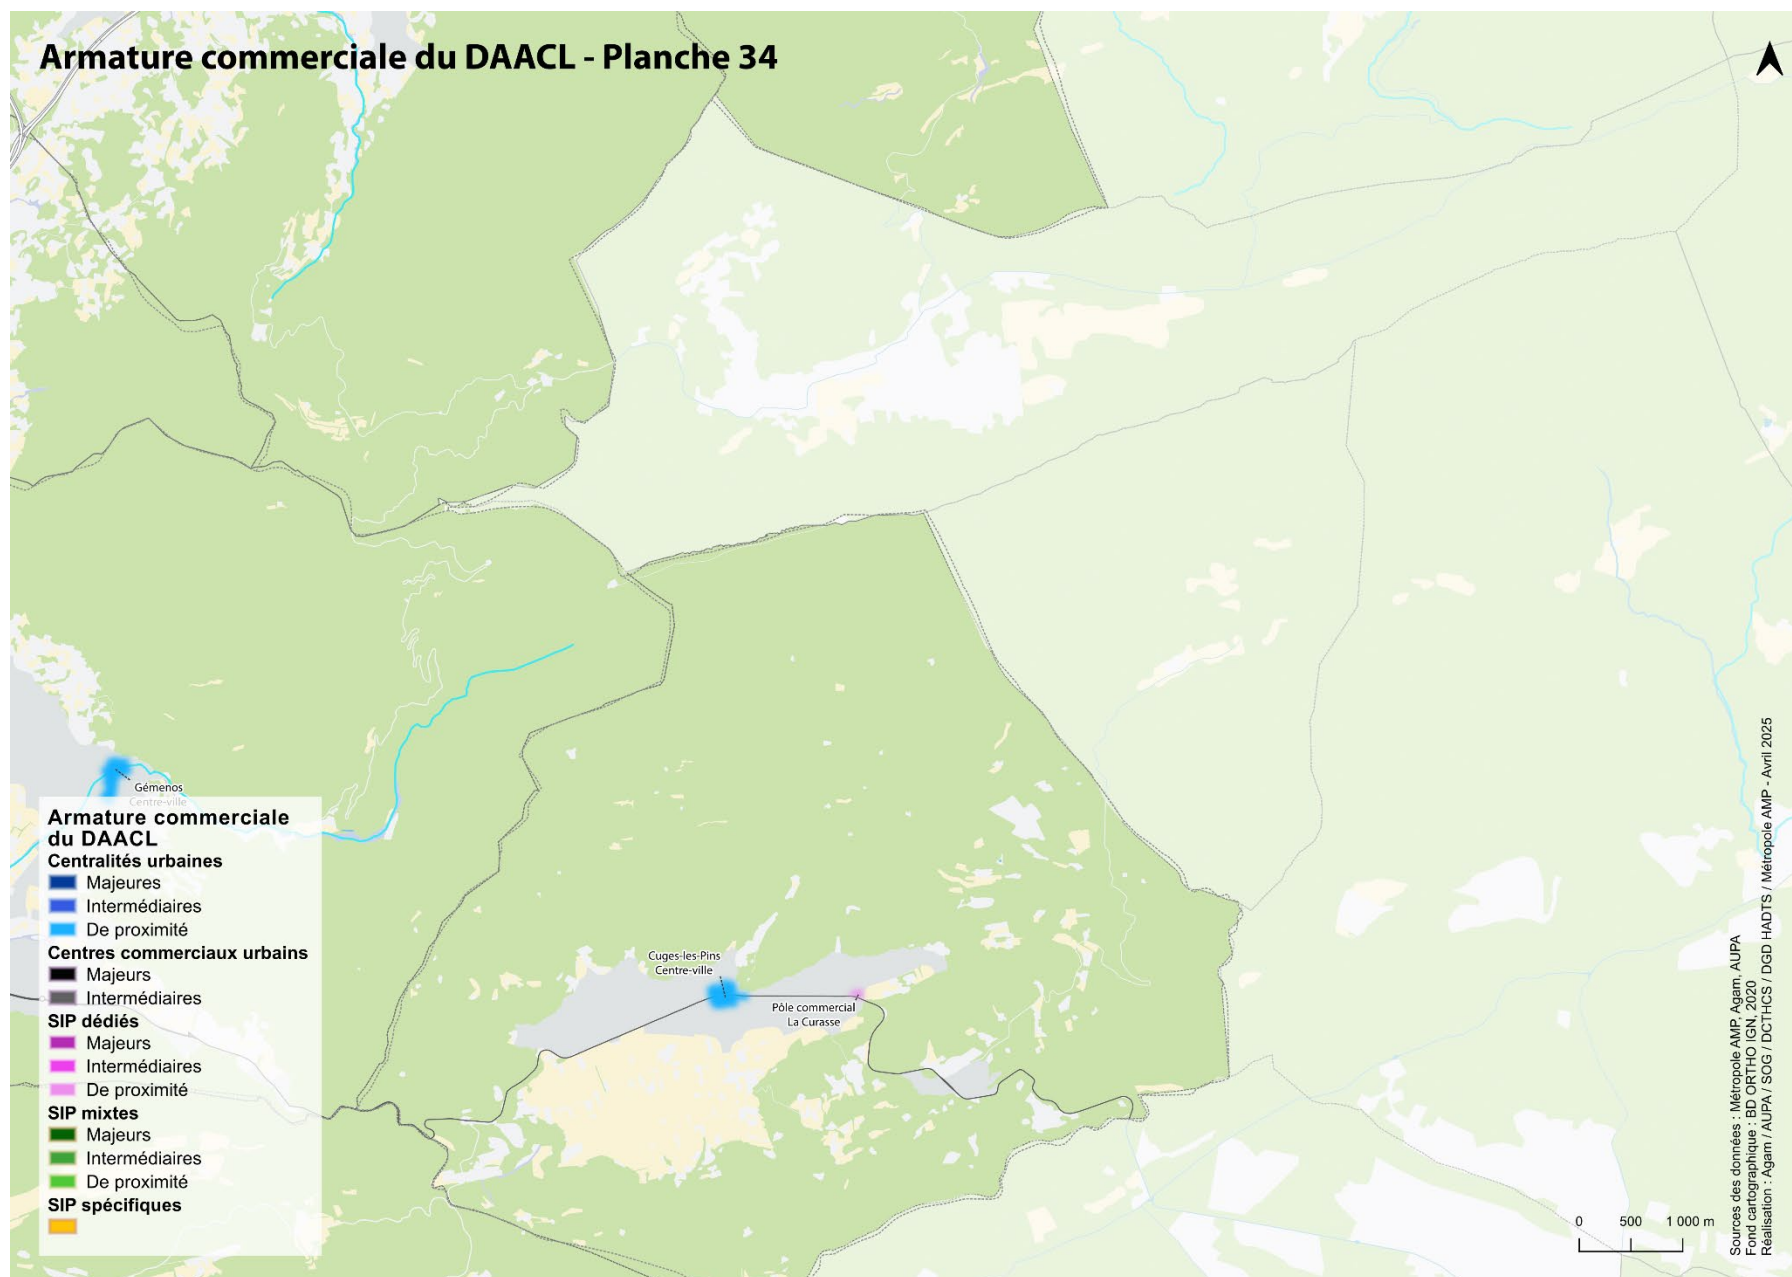 Armature commerciale du DAACL - Planche 34
Gémenos
Centre-ville
Armature commerciale
du DAACL
Centralités urbaines
Majeures
Intermédiaires
De proximité
Centres commerciaux urbains
Majeurs
Intermédiaires
SIP dédiés
Majeurs
Intermédiaires
De proximité
SIP mixtes
Majeurs
Intermédiaires
De proximité
SIP spécifiques
Cuges-les-Pins
Centre-ville
Pôle commercial
La Curasse
0 500 1 000 m
Sources des données : Métropole AMP, Agam, AUPA
Fond cartographique : BD ORTHO IGN, 2020
Réalisation : Agam / AUPA / SOG / DCTHCS / DGD HADTS / Métropole AMP - Avril 2025